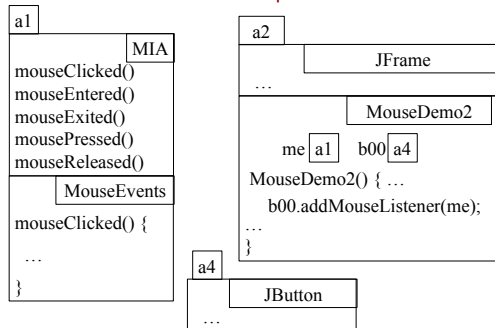 a1
MIA
mouseClicked()
mouseEntered()
mouseExited()
mousePressed()
mouseReleased()
MouseEvents
mouseClicked() {
…
}
a2
JFrame
…
MouseDemo2
me a1 b00 a4
MouseDemo2() { …
b00.addMouseListener(me);
…
}
a4
JButton
…